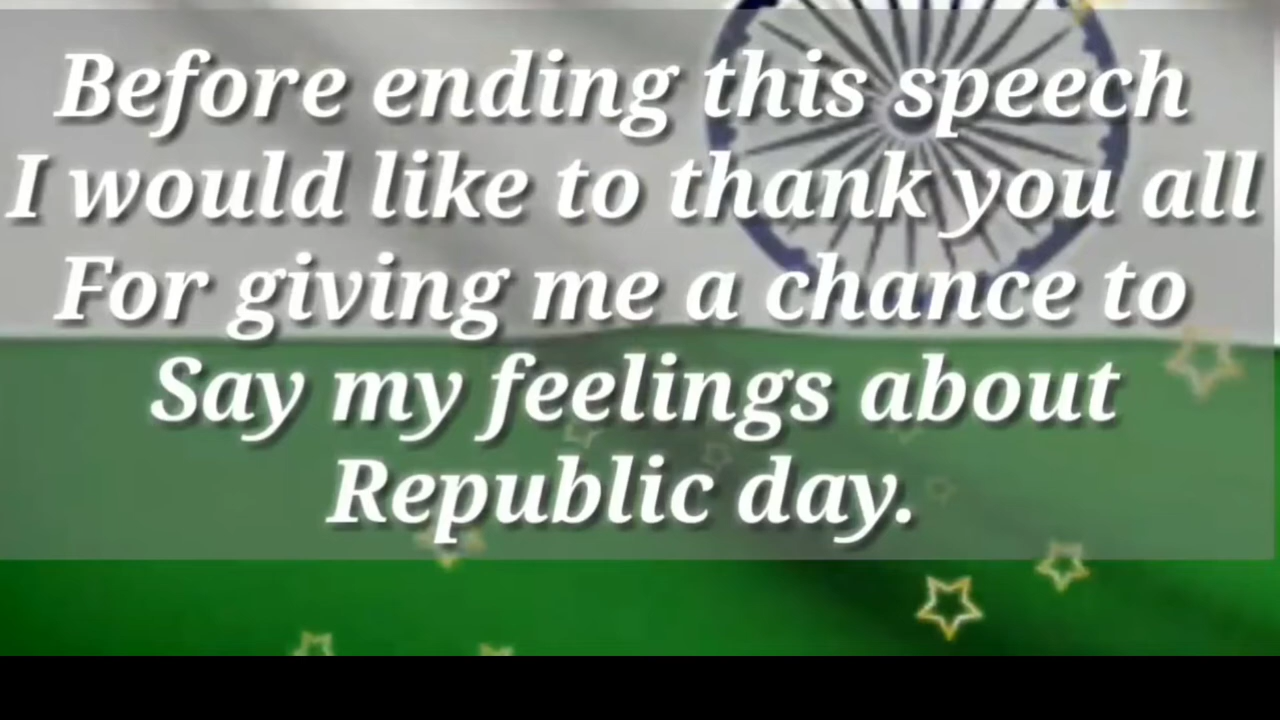 Before ending this speech
I would like to thank you all
For giving me a chance to
Say my feelings about
Republic day.